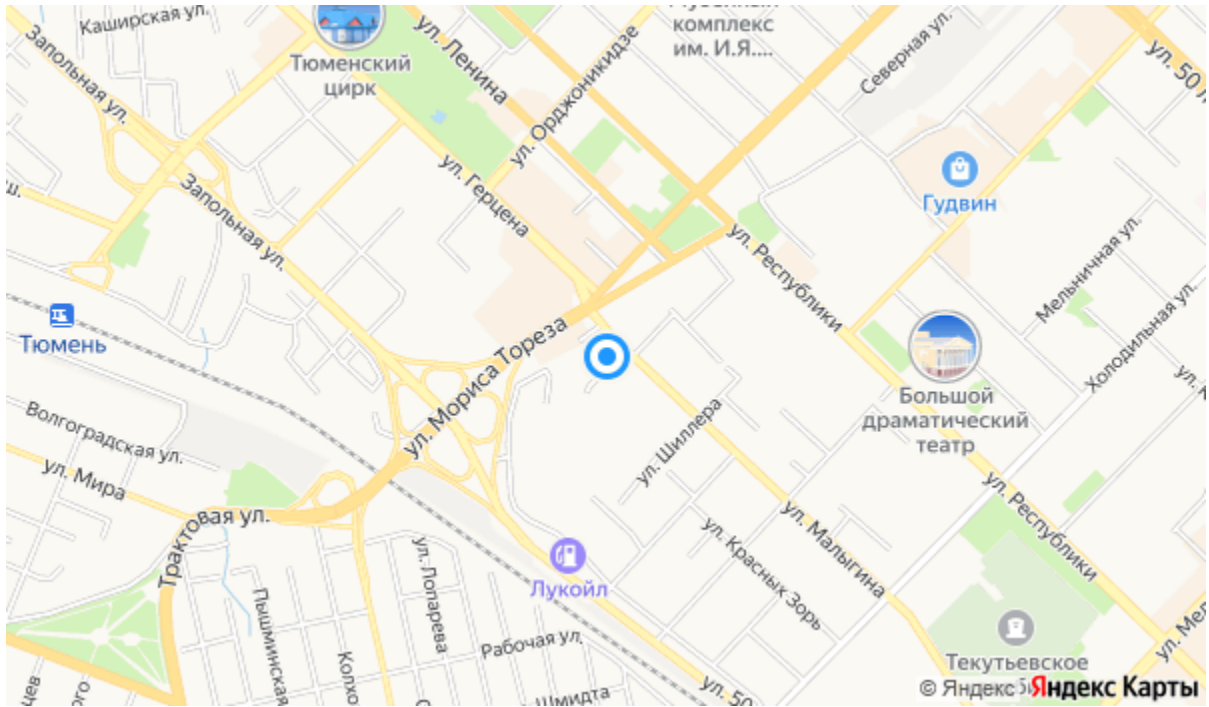 Каширская ул.
Запольная ул.
Тюменский
цирк
ул. Ленина
ул. Орджоникидзе
комплекс
им. И.Я....
Северная ул.
ул. 50
ул. Герцена
Запольная ул.
Гудвин
ул. Республики
Мельничная ул.
Холодильная ул.
Тюмень
ул. Мориса Тореза
Большой
драматический
театр
Волгоградская ул.
ул. Мира
ул. Шиллера
Трактовая ул.
ул. Республики
ул. Малыгина
ул. Красных Зорь
ул. Лопарева
Лукойл
Пышминская
Рабочая ул.
Колхо
Шмидта
ул. 50
Текутьевское
ул. Мел
© Яндекс
Яндекс Карты